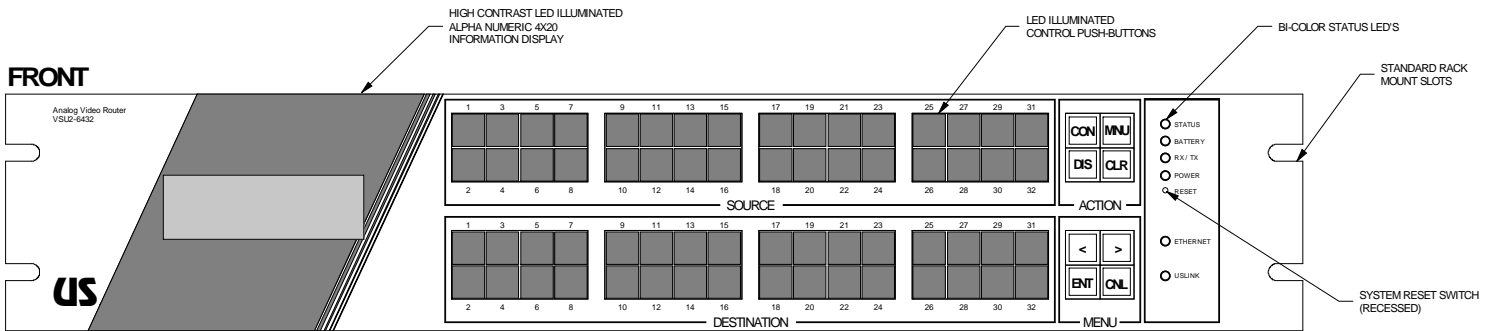 HIGH CONTRAST LED ILLUMINATED
ALPHA NUMERIC 4X20
INFORMATION DISPLAY
LED ILLUMINATED
CONTROL PUSH-BUTTONS
BI-COLOR STATUS LED'S
STANDARD RACK
MOUNT SLOTS
FRONT
Analog Video Router
VSU2-6432
1 3 5 7 9 11 13 15 17 19 21 23 25 27 29 31
CON MNU
DIS CLR
2 4 6 8 10 12 14 16 18 20 22 24 26 28 30 32
SOURCE
ACTION
STATUS
BATTERY
RX / TX
POWER
RESET
1 3 5 7 9 11 13 15 17 19 21 23 25 27 29 31
< >
ENT CNL
2 4 6 8 10 12 14 16 18 20 22 24 26 28 30 32
DESTINATION
MENU
ETHERNET
USLINK
US
SYSTEM RESET SWITCH
(RECESSED)